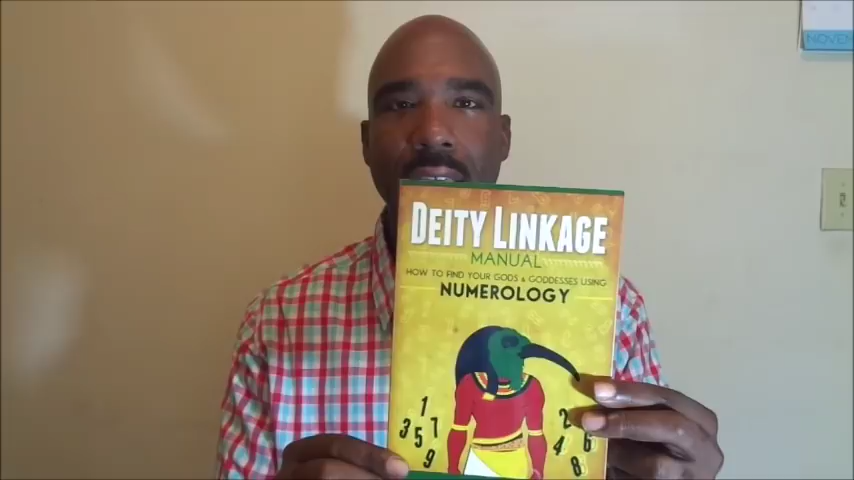 NOVEM
DEITY LINKAGE
MANUAL
HOW TO FIND YOUR GODS & GODDESSES USING
NUMEROLOGY
1
3 5 7
9
2
4 6
8